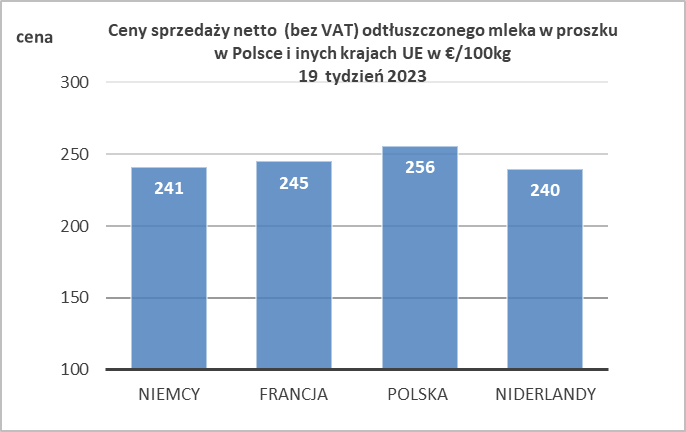 cena
Ceny sprzedaży netto  (bez VAT) odtłuszczonego mleka w proszku
w Polsce i inych krajach UE w €/100kg
19  tydzień 2023
300
250
200
150
100
241
245
256
240
NIEMCY
FRANCJA
POLSKA
NIDERLANDY